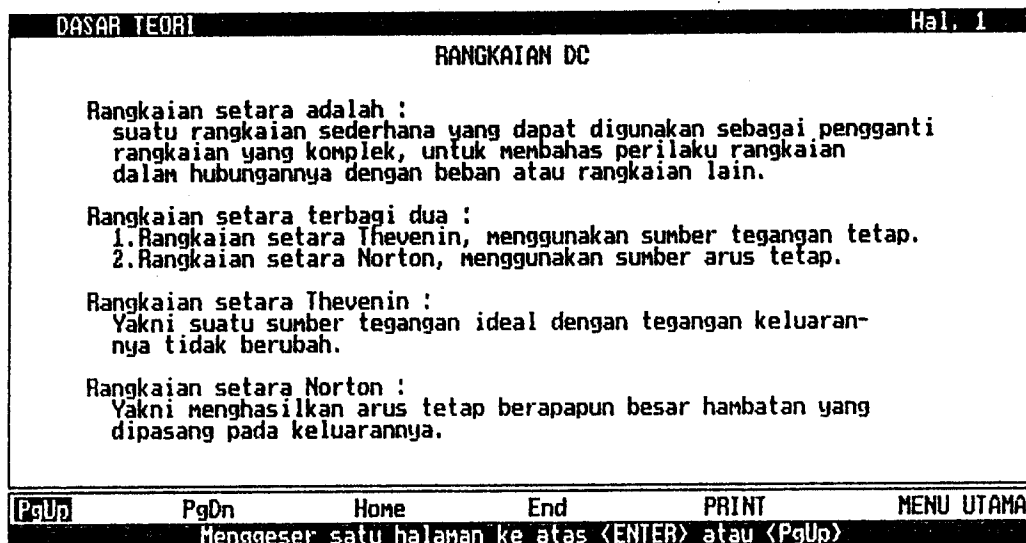 DASAR TEORI Hal. 1
RANGKAIAN DC
Rangkaian setara adalah :
suatu rangkaian sederhana yang dapat digunakan sebagai pengganti
rangkaian yang komplek, untuk membahas perilaku rangkaian
dalam hubungannya dengan beban atau rangkaian lain.
Rangkaian setara terbagi dua :
1.Rangkaian setara Thevenin, menggunakan sumber tegangan tetap.
2.Rangkaian setara Norton, menggunakan sumber arus tetap.
Rangkaian setara Thevenin :
Yakni suatu sumber tegangan ideal dengan tegangan keluaran-
nya tidak berubah.
Rangkaian setara Norton :
Yakni menghasilkan arus tetap berapapun besar hambatan yang
dipasang pada keluarannya.
PgUp PgDn Home End PRINT MENU UTAMA
Menggeser satu halaman ke atas <ENTER> atau <PgUp>